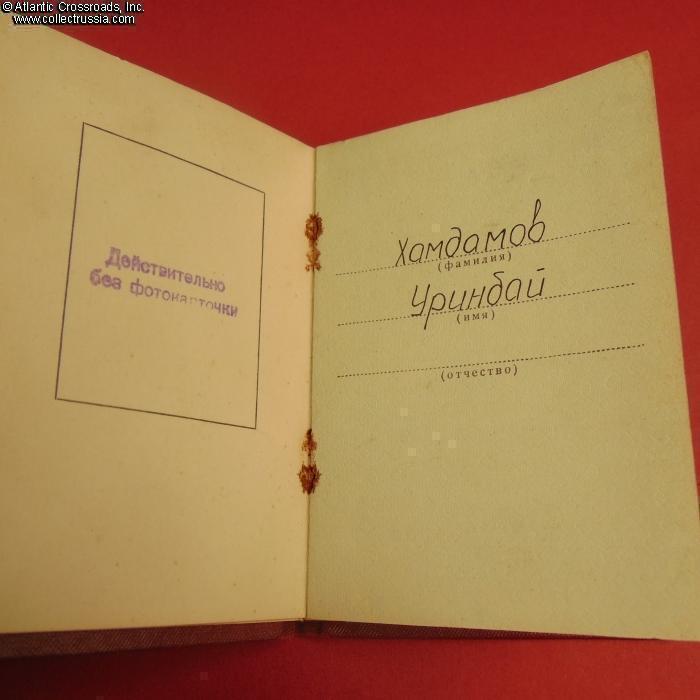 © Atlantic Crossroads, Inc.
www.collectrussia.com
Действительно
без фотокарточки
Хамдамов
(фамилия)
Уринбай
(имя)
(отчество)